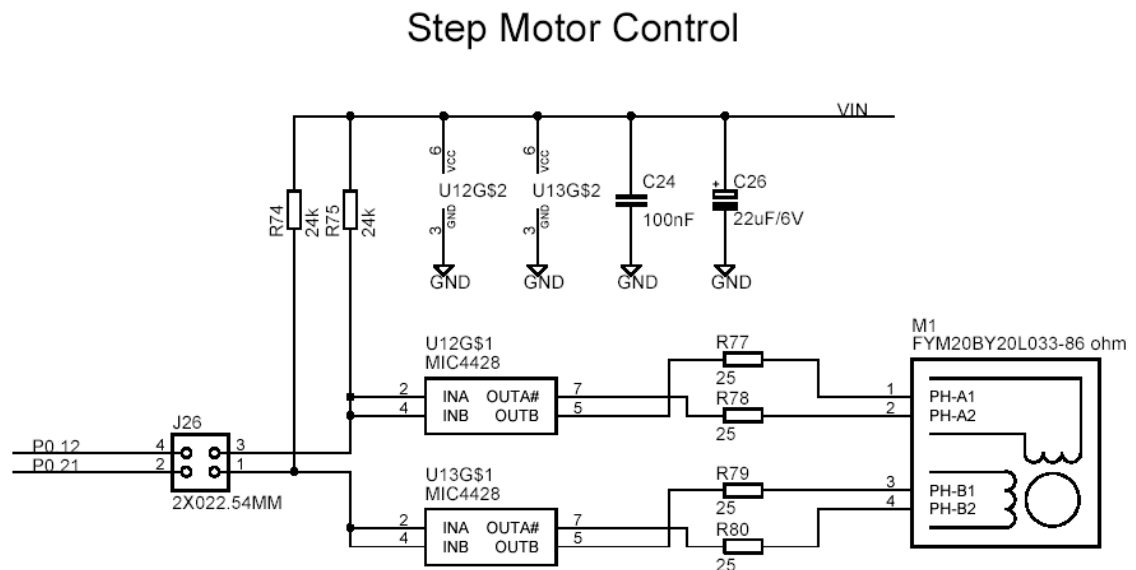 Step Motor Control
VIN
6 VCC
U12G$2
3 GND
GND
6 VCC
U13G$2
3 GND
GND
C24
100nF
GND
+ C26
22uF/6V
GND
R74
24k
R75
24k
U12G$1
MIC4428
2 INA OUTA# 7
4 INB OUTB 5
R77
25
R78
25
M1
FYM20BY20L033-86 ohm
1 PH-A1
2 PH-A2
3 PH-B1
4 PH-B2
J26
P0.12 4 3
P0.21 2 1
2X022.54MM
U13G$1
MIC4428
2 INA OUTA# 7
4 INB OUTB 5
R79
25
R80
25